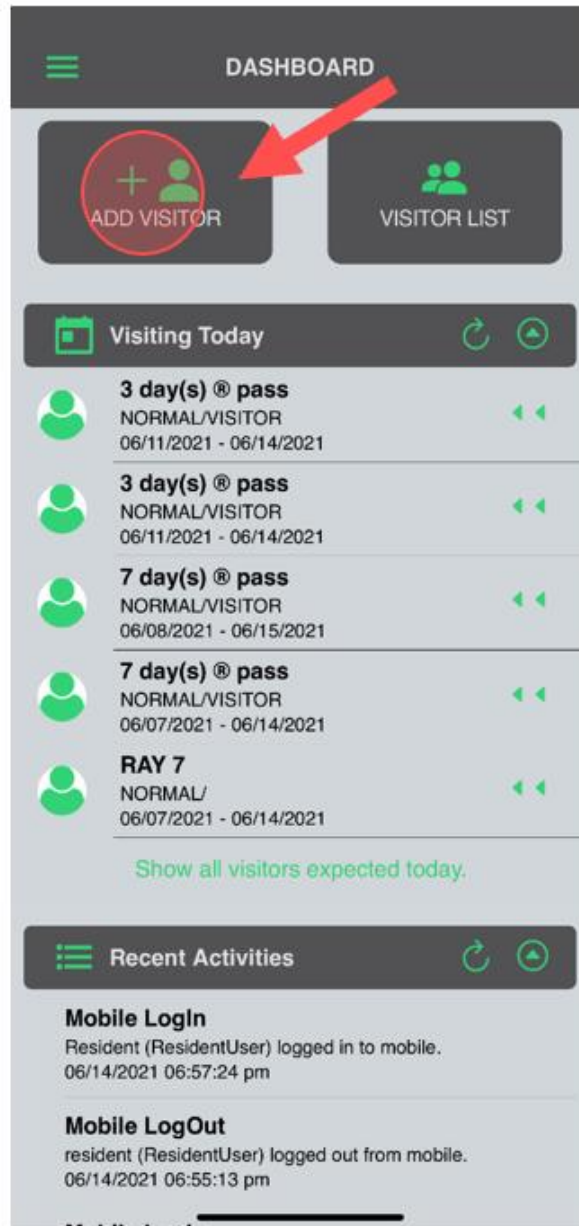 DASHBOARD
ADD VISITOR
VISITOR LIST
Visiting Today
3 day(s) ® pass
NORMAL/VISITOR
06/11/2021 - 06/14/2021
3 day(s) ® pass
NORMAL/VISITOR
06/11/2021 - 06/14/2021
7 day(s) ® pass
NORMAL/VISITOR
06/08/2021 - 06/15/2021
7 day(s) ® pass
NORMAL/VISITOR
06/07/2021 - 06/14/2021
RAY 7
NORMAL/
06/07/2021 - 06/14/2021
Show all visitors expected today.
Recent Activities
Mobile LogIn
Resident (ResidentUser) logged in to mobile.
06/14/2021 06:57:24 pm
Mobile LogOut
resident (ResidentUser) logged out from mobile.
06/14/2021 06:55:13 pm